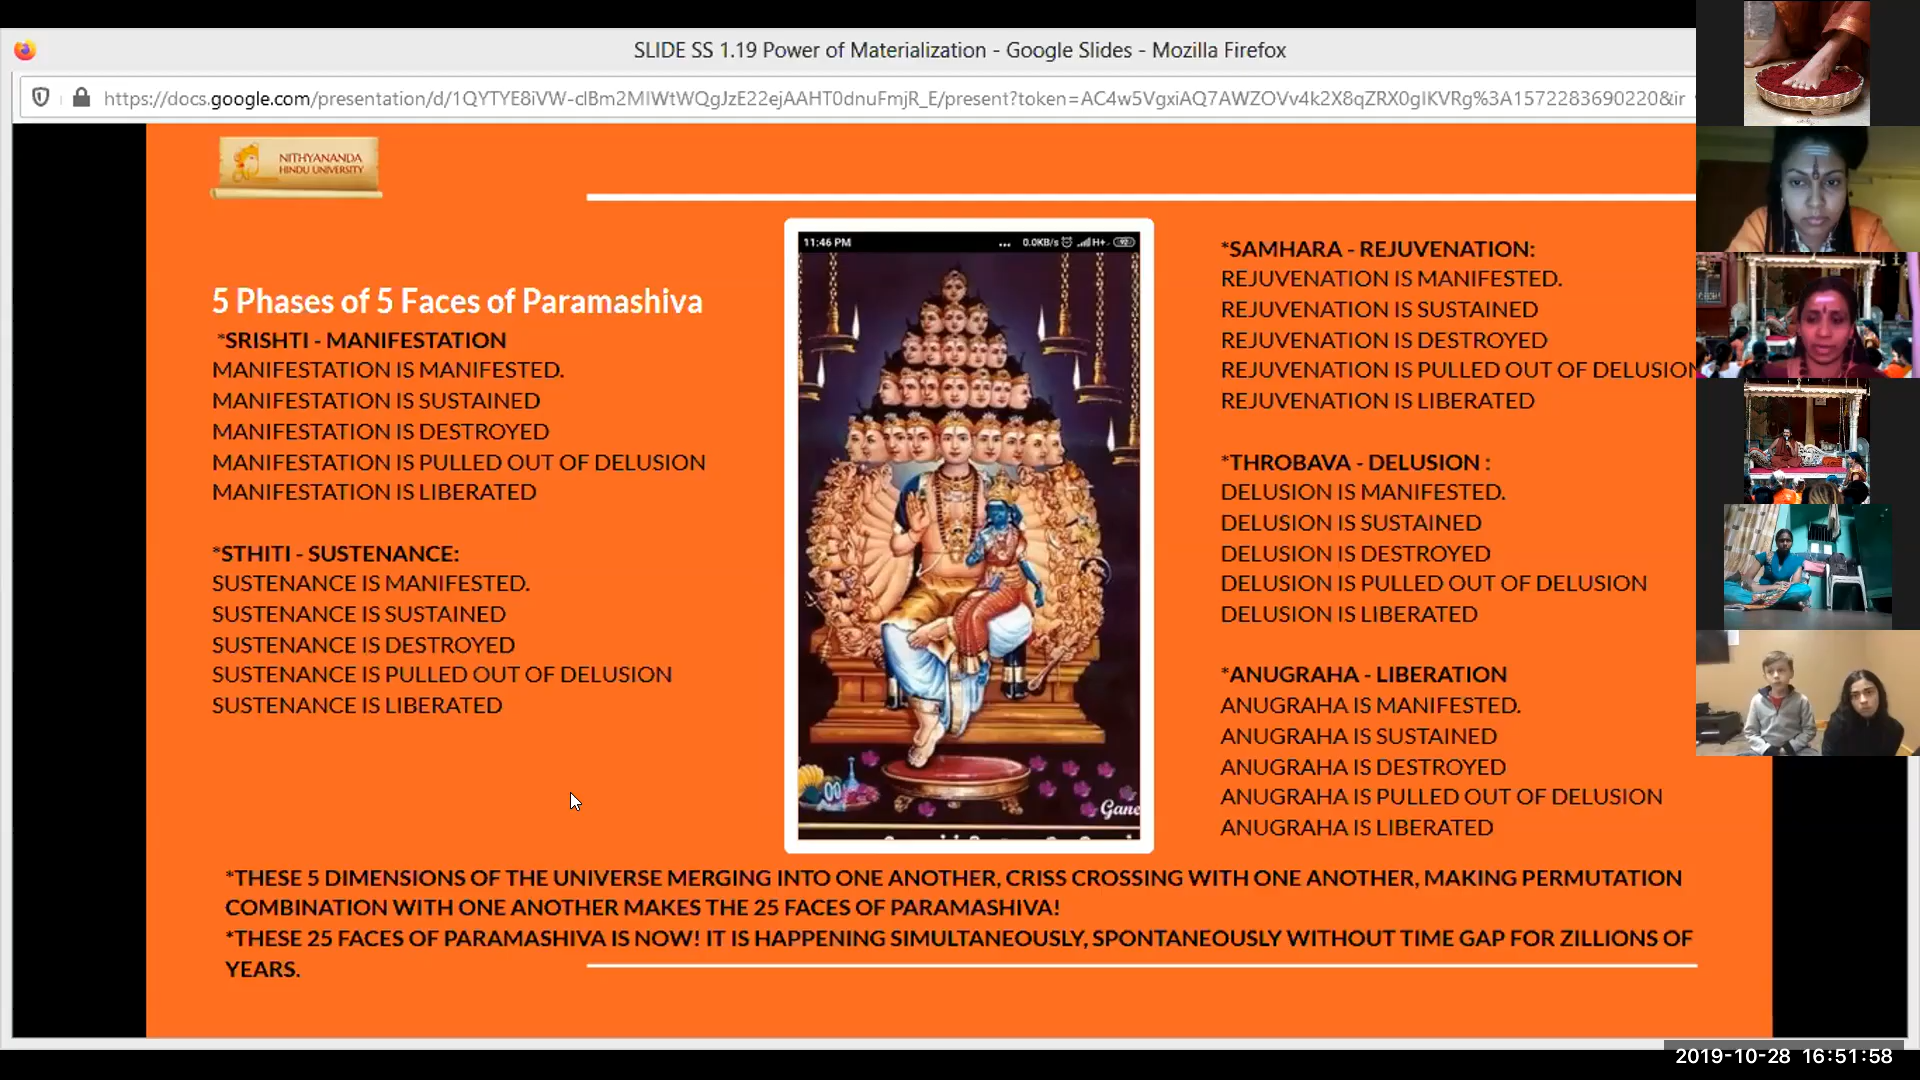 SLIDE SS 1.19 Power of Materialization - Google Slides - Mozilla Firefox
https://docs.google.com/presentation/d/1QYTYE8iVW-clBm2MIWtWQgJzE22ejAAHT0dnuFmjR_E/present?token=AC4w5VgxiAQ7AWZOVv4k2X8qZRX0gIKVRg%3A1572283690220&ir
NITHYANANDA
HINDU UNIVERSITY
5 Phases of 5 Faces of Paramashiva
*SRISHTI - MANIFESTATION
MANIFESTATION IS MANIFESTED.
MANIFESTATION IS SUSTAINED
MANIFESTATION IS DESTROYED
MANIFESTATION IS PULLED OUT OF DELUSION
MANIFESTATION IS LIBERATED
*STHITI - SUSTENANCE:
SUSTENANCE IS MANIFESTED.
SUSTENANCE IS SUSTAINED
SUSTENANCE IS DESTROYED
SUSTENANCE IS PULLED OUT OF DELUSION
SUSTENANCE IS LIBERATED
11:46 PM
... 0.0KB/s H+ 92
Gane
*SAMHARA - REJUVENATION:
REJUVENATION IS MANIFESTED.
REJUVENATION IS SUSTAINED
REJUVENATION IS DESTROYED
REJUVENATION IS PULLED OUT OF DELUSION
REJUVENATION IS LIBERATED
*THROBAVA - DELUSION :
DELUSION IS MANIFESTED.
DELUSION IS SUSTAINED
DELUSION IS DESTROYED
DELUSION IS PULLED OUT OF DELUSION
DELUSION IS LIBERATED
*ANUGRAHA - LIBERATION
ANUGRAHA IS MANIFESTED.
ANUGRAHA IS SUSTAINED
ANUGRAHA IS DESTROYED
ANUGRAHA IS PULLED OUT OF DELUSION
ANUGRAHA IS LIBERATED
*THESE 5 DIMENSIONS OF THE UNIVERSE MERGING INTO ONE ANOTHER, CRISS CROSSING WITH ONE ANOTHER, MAKING PERMUTATION
COMBINATION WITH ONE ANOTHER MAKES THE 25 FACES OF PARAMASHIVA!
*THESE 25 FACES OF PARAMASHIVA IS NOW! IT IS HAPPENING SIMULTANEOUSLY, SPONTANEOUSLY WITHOUT TIME GAP FOR ZILLIONS OF
YEARS.
2019-10-28 16:51:58